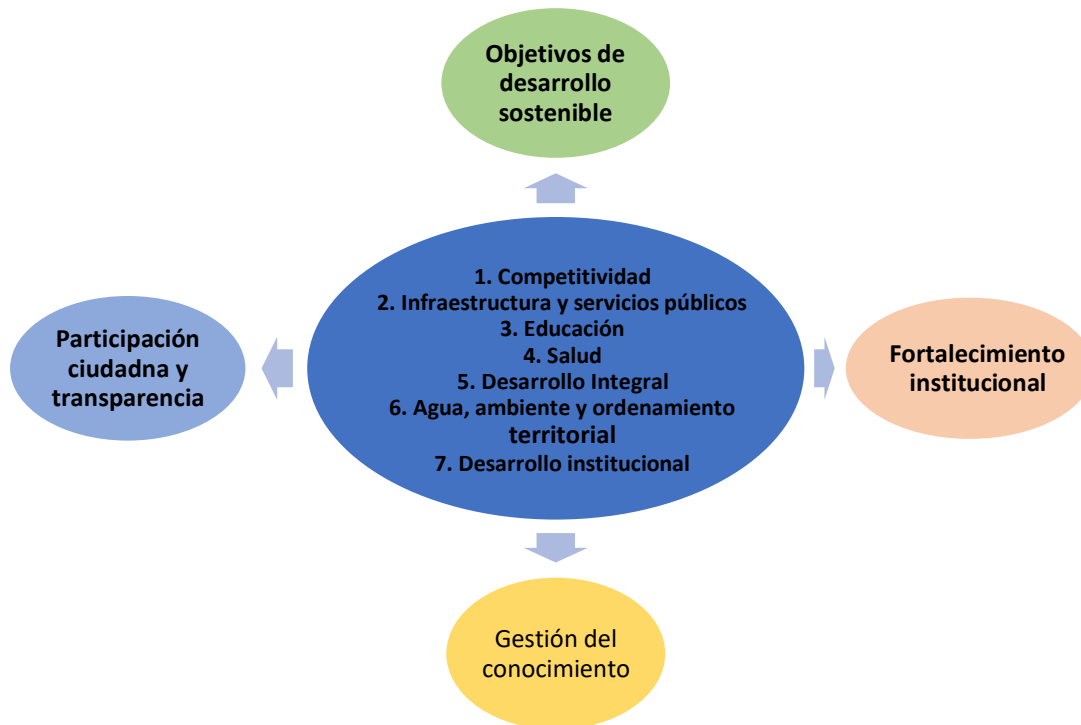 Objetivos de
desarrollo
sostenible
1. Competitividad
2. Infraestructura y servicios públicos
3. Educación
4. Salud
5. Desarrollo Integral
6. Agua, ambiente y ordenamiento
territorial
7. Desarrollo institucional
Participación
ciudadna y
transparencia
Fortalecimiento
institucional
Gestión del
conocimiento